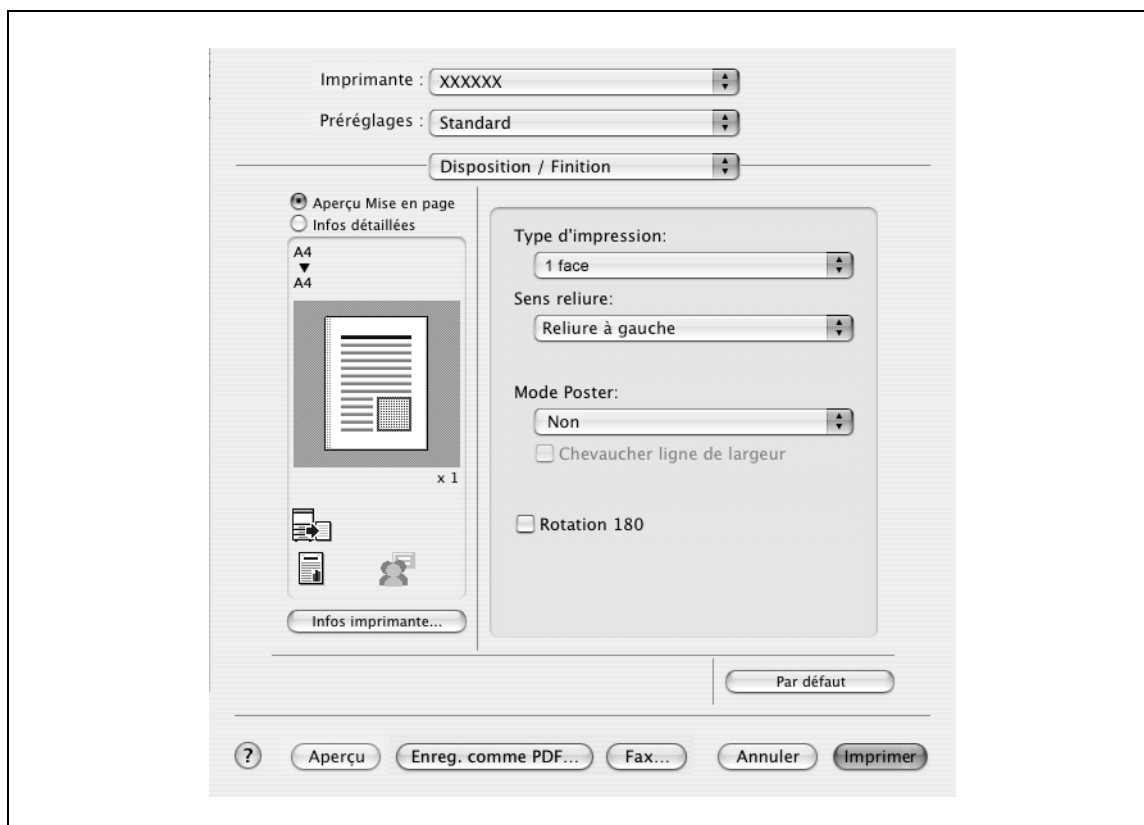 Imprimante : XXXXXX
Préréglages : Standard
Disposition / Finition
Aperçu Mise en page
Infos détaillées
A4
A4
x 1
Infos imprimante...
Type d'impression:
1 face
Sens reliure:
Reliure à gauche
Mode Poster:
Non
Chevaucher ligne de largeur
Rotation 180
Par défaut
? Aperçu Enreg. comme PDF... Fax... Annuler Imprimer